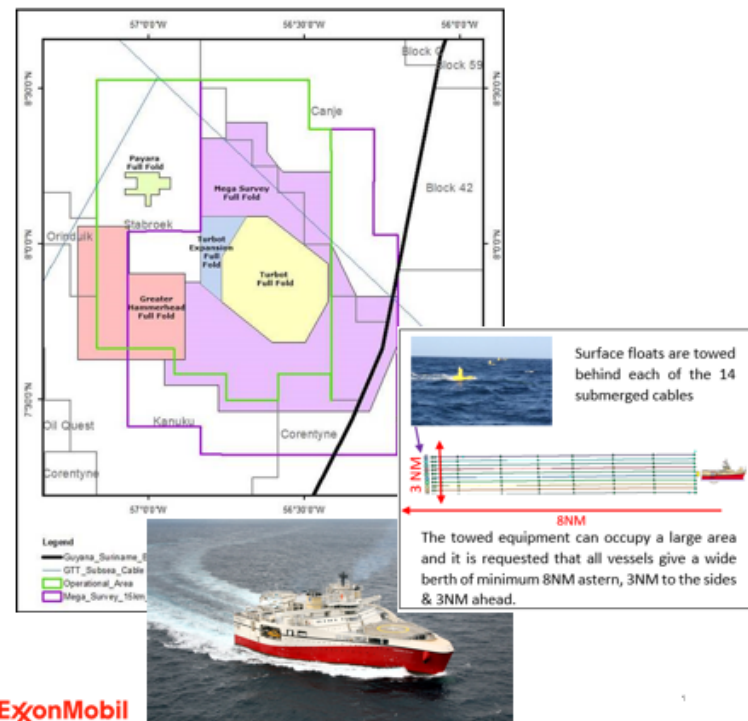 57°0'0"W
56°30'0"W
56°0'0"W
Block 59
8°30'0"N
8°30'0"N
Canje
Payara
Full Fold
Mega Survey
Full Fold
Block 42
Stabroek
Orinduik
8°0'0"N
8°0'0"N
Turbot
Expansion
Full
Fold
Turbot
Full Fold
Greater
Hammerhead
Full Fold
7°30'0"N
Oil Quest
Kanuku
Corentyne
Corentyne
57°0'0"W
56°30'0"W
Legend
Guyana_Suriname_
GTT_Subsea_Cable
Operational_Area
Mega_Survey_15km
Surface floats are towed
behind each of the 14
submerged cables
3 NM
8NM
The towed equipment can occupy a large area
and it is requested that all vessels give a wide
berth of minimum 8NM astern, 3NM to the sides
& 3NM ahead.
ExxonMobil
1